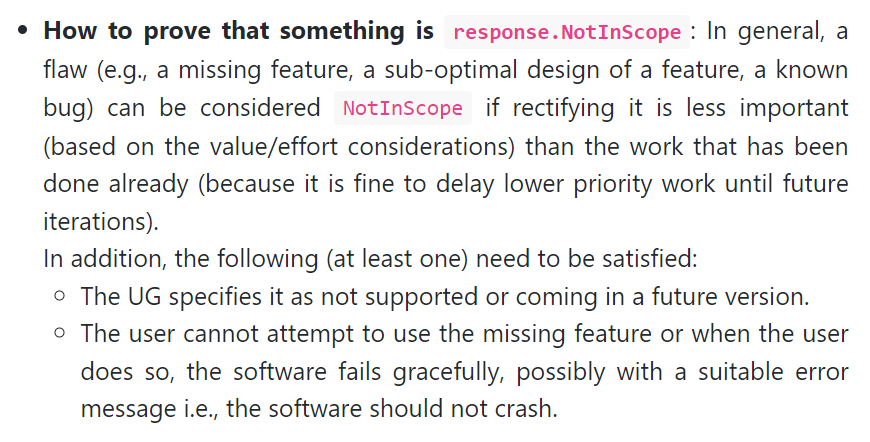 • How to prove that something is response.NotInScope: In general, a
flaw (e.g., a missing feature, a sub-optimal design of a feature, a known
bug) can be considered NotInScope if rectifying it is less important
(based on the value/effort considerations) than the work that has been
done already (because it is fine to delay lower priority work until future
iterations).
In addition, the following (at least one) need to be satisfied:
○ The UG specifies it as not supported or coming in a future version.
○ The user cannot attempt to use the missing feature or when the user
does so, the software fails gracefully, possibly with a suitable error
message i.e., the software should not crash.